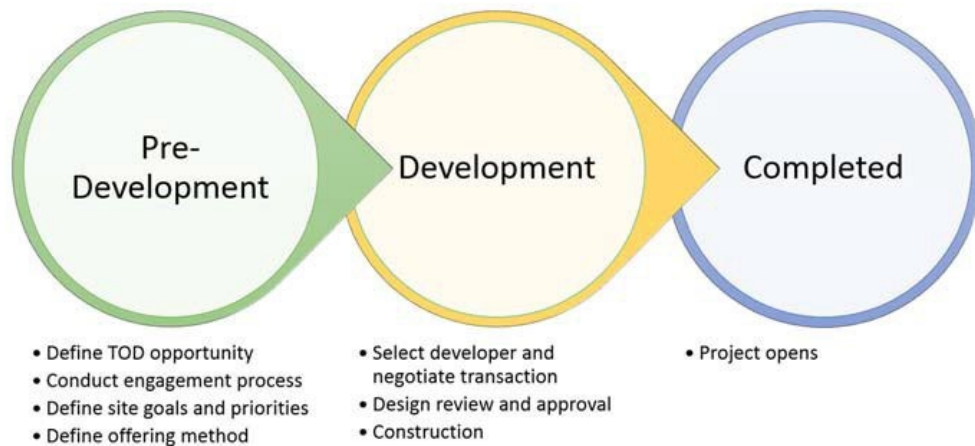 Pre-
Development
Development
Completed
• Define TOD opportunity
• Conduct engagement process
• Define site goals and priorities
• Define offering method
• Select developer and
negotiate transaction
• Design review and approval
• Construction
• Project opens